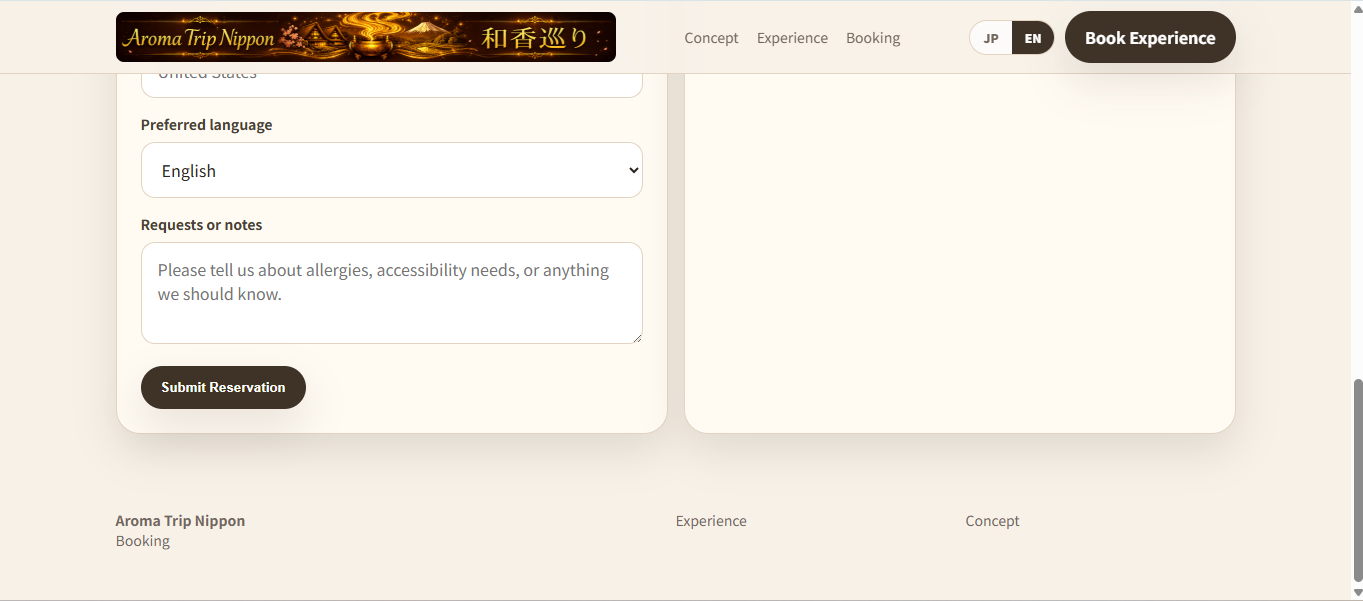 Aroma Trip Nippon 和香巡り
Concept Experience Booking
JP EN
Book Experience
United States
Preferred language
English
Requests or notes
Please tell us about allergies, accessibility needs, or anything
we should know.
Submit Reservation
Aroma Trip Nippon
Booking
Experience
Concept